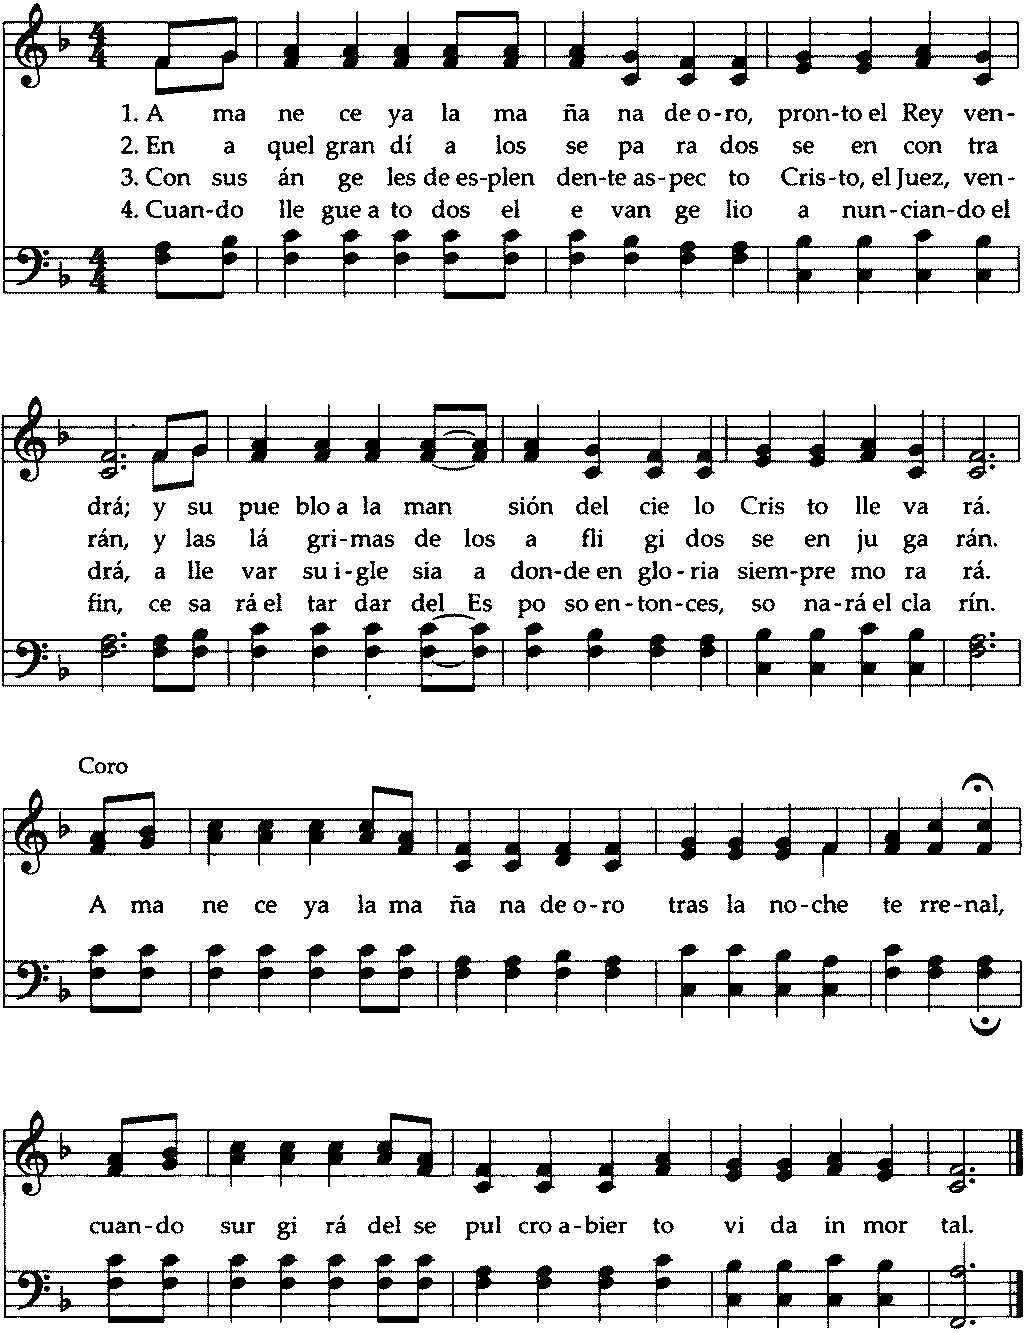 1. A ma ne ce ya la ma ña na de o-ro, pron-to el Rey ven-
2. En a quel gran dí a los se pa ra dos se en con tra
3. Con sus án ge les de es-plen den-te as-pec to Cris-to, el Juez, ven-
4. Cuan-do lle gue a to dos el e van ge lio a nun-cian-do el
drá; y su pue blo a la man sión del cie lo Cris to lle va rá.
rán, y las lá gri-mas de los a fli gi dos se en ju ga rán.
drá, a lle var su i-gle sia a don-de en glo-ria siem-pre mo ra rá.
fin, ce sa rá el tar dar del Es po so en-ton-ces, so na-rá el cla rín.
Coro
A ma ne ce ya la ma ña na de o-ro tras la no-che te rre-nal,
cuan-do sur gi rá del se pul cro a-bier to vi da in mor tal.